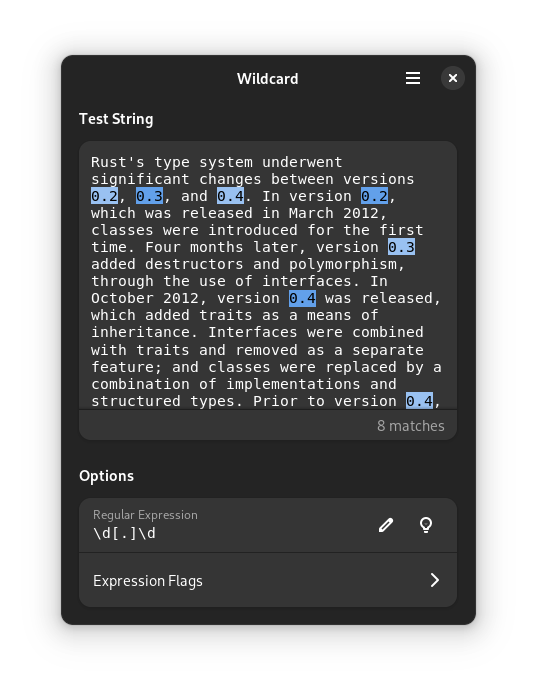 Wildcard
Test String
Rust's type system underwent
significant changes between versions
0.2, 0.3, and 0.4. In version 0.2,
which was released in March 2012,
classes were introduced for the first
time. Four months later, version 0.3
added destructors and polymorphism,
through the use of interfaces. In
October 2012, version 0.4 was released,
which added traits as a means of
inheritance. Interfaces were combined
with traits and removed as a separate
feature; and classes were replaced by a
combination of implementations and
structured types. Prior to version 0.4,
8 matches
Options
Regular Expression
\d[.]\d
Expression Flags